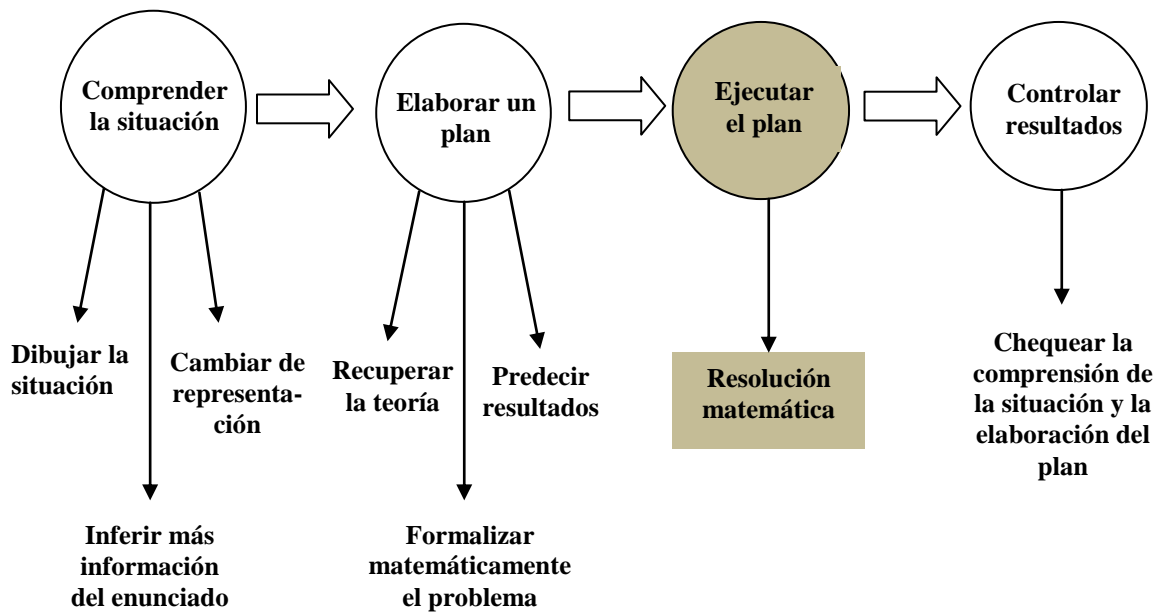 Comprender
la situación
Elaborar un
plan
Ejecutar
el plan
Controlar
resultados
Dibujar la
situación
Cambiar de
representa-
ción
Recuperar
la teoría
Predecir
resultados
Resolución
matemática
Chequear la
comprensión de
la situación y la
elaboración del
plan
Inferir más
información
del enunciado
Formalizar
matemáticamente
el problema